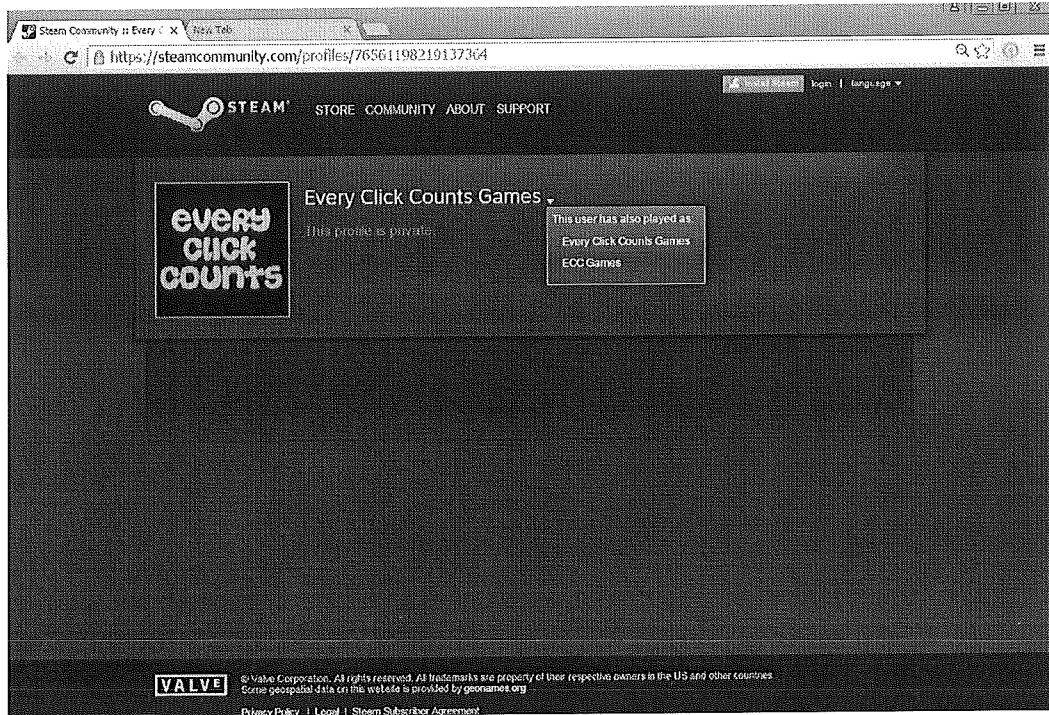 Steam Community :: Every C
New Tab
https://steamcommunity.com/profiles/76561198219137364
Install Steam login | language
STEAM®
STORE COMMUNITY ABOUT SUPPORT
every
click
counts
Every Click Counts Games
This profile is private.
This user has also played as:
Every Click Counts Games
ECC Games
VALVE
© Valve Corporation. All rights reserved. All trademarks are property of their respective owners in the US and other countries.
Some geospatial data on this website is provided by geonames.org.
Privacy Policy | Legal | Steam Subscriber Agreement